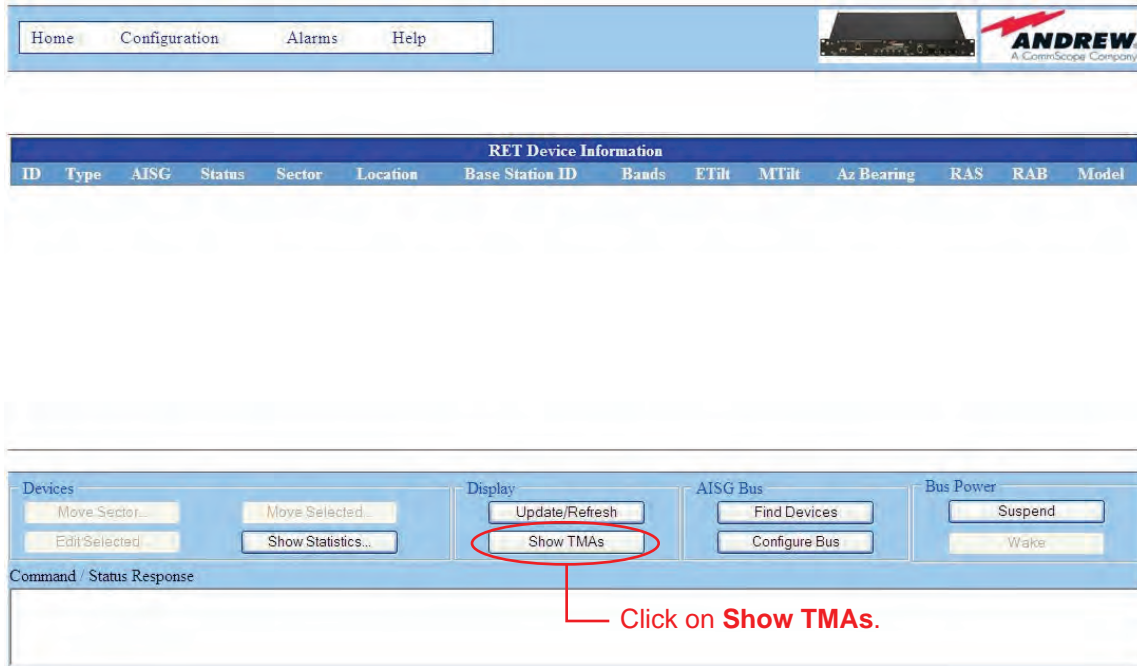 Home Configuration Alarms Help
ANDREW.
A CommScope Company
RET Device Information
ID Type AISG Status Sector Location Base Station ID Bands ETilt MTilt Az Bearing RAS RAB Model
Devices Display AISG Bus Bus Power
Move Sector... Move Selected... Update/Refresh Find Devices Suspend
Edit Selected... Show Statistics... Show TMAs Configure Bus Wake
Command / Status Response
Click on Show TMAs.